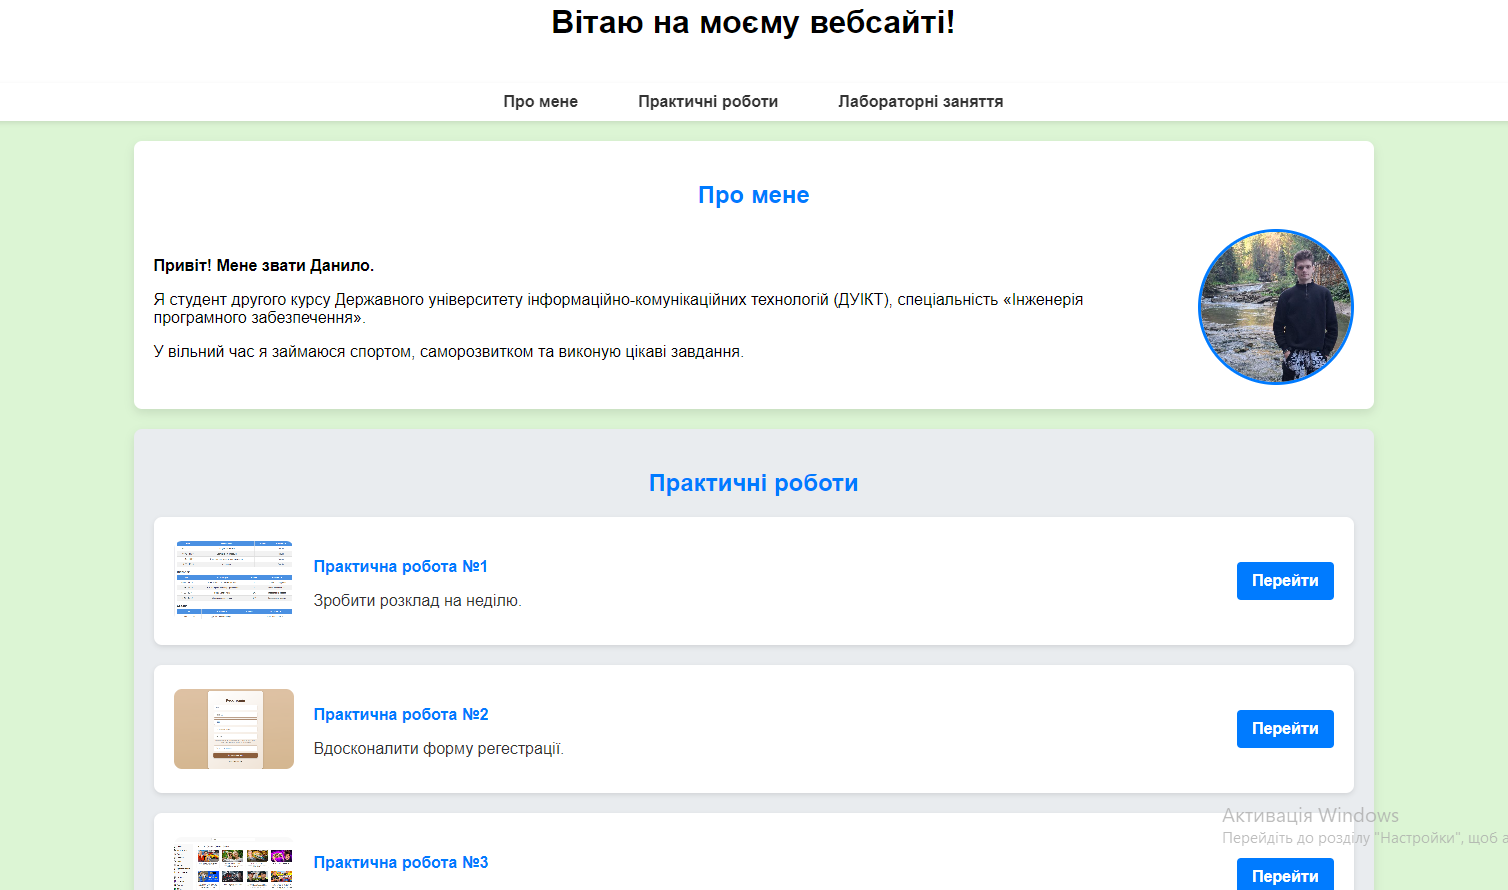 Вітаю на моєму вебсайті!
Про мене
Практичні роботи
Лабораторні заняття
Про мене
Привіт! Мене звати Данило.
Я студент другого курсу Державного університету інформаційно-комунікаційних технологій (ДУІКТ), спеціальність «Інженерія
програмного забезпечення».
У вільний час я займаюся спортом, саморозвитком та виконую цікаві завдання.
Практичні роботи
Практична робота №1
Зробити розклад на неділю.
Перейти
Практична робота №2
Вдосконалити форму регестрації.
Перейти
Практична робота №3
Перейти
Активація Windows
Перейдіть до розділу "Настройки", щоб а